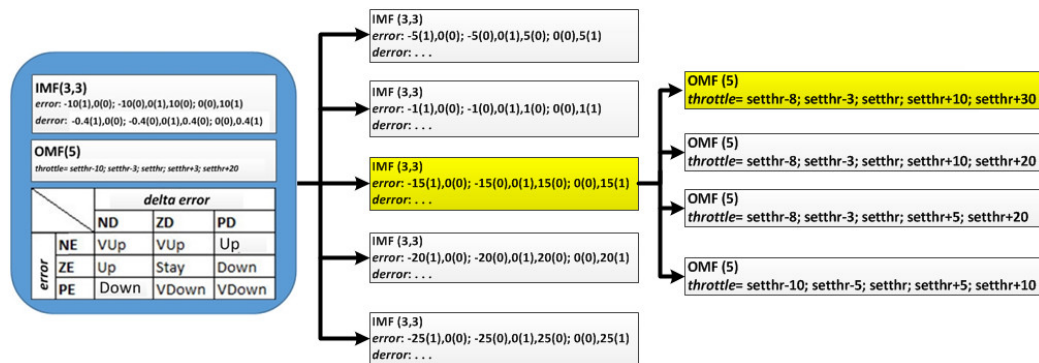 IMF(3,3)
error: -10(1),0(0); -10(0),0(1),10(0); 0(0),10(1)
derror: -0.4(1),0(0); -0.4(0),0(1),0.4(0); 0(0),0.4(1)
OMF(5)
throttle= setthr-10; setthr-3; setthr; setthr+3; setthr+20
delta error
ND ZD PD
error
NE VUp VUp Up
ZE Up Stay Down
PE Down VDown VDown
IMF (3,3)
error: -5(1),0(0); -5(0),0(1),5(0); 0(0),5(1)
derror: . . .
IMF (3,3)
error: -1(1),0(0); -1(0),0(1),1(0); 0(0),1(1)
derror: . . .
IMF (3,3)
error: -15(1),0(0); -15(0),0(1),15(0); 0(0),15(1)
derror: . . .
IMF (3,3)
error: -20(1),0(0); -20(0),0(1),20(0); 0(0),20(1)
derror: . . .
IMF (3,3)
error: -25(1),0(0); -25(0),0(1),25(0); 0(0),25(1)
derror: . . .
OMF (5)
throttle= setthr-8; setthr-3; setthr; setthr+10; setthr+30
OMF (5)
throttle= setthr-8; setthr-3; setthr; setthr+10; setthr+20
OMF (5)
throttle= setthr-8; setthr-3; setthr; setthr+5; setthr+20
OMF (5)
throttle= setthr-10; setthr-5; setthr; setthr+5; setthr+10